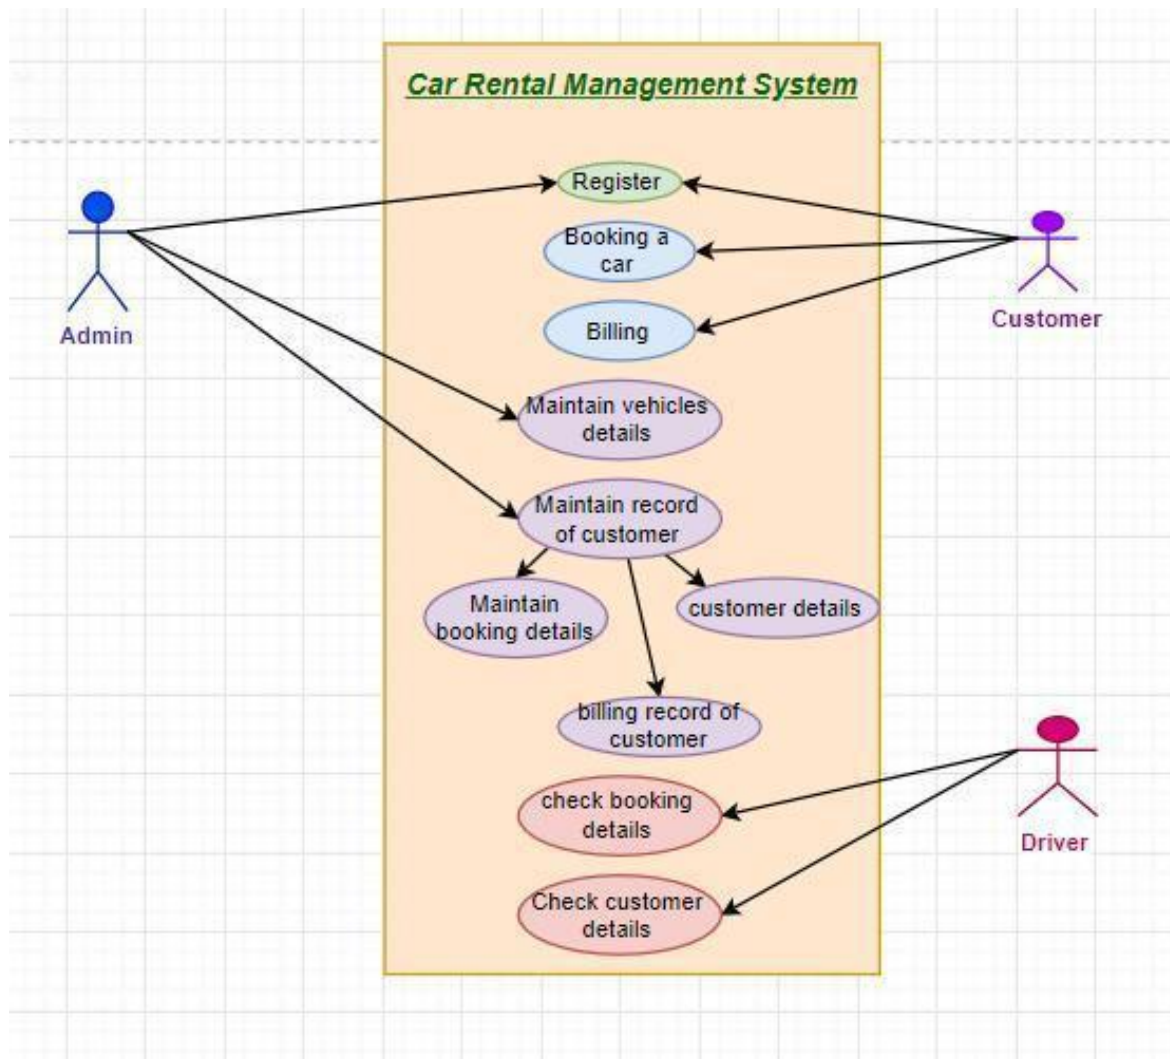 Car Rental Management System
Register
Booking a
car
Billing
Admin
Customer
Maintain vehicles
details
Maintain record
of customer
Maintain
booking details
customer details
billing record of
customer
check booking
details
Driver
Check customer
details